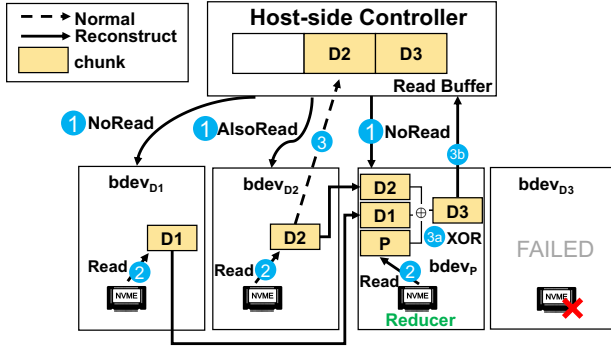 Normal
Reconstruct
chunk
Host-side Controller
D2 D3
Read Buffer
1 NoRead
1 AlsoRead
3
1 NoRead
3b
bdevD1
D1
Read 2
NVME
bdevD2
D2
Read 2
NVME
D2
D1
P
D3
3a XOR
bdevP
Read 2
NVME
Reducer
bdevD3
FAILED
NVME